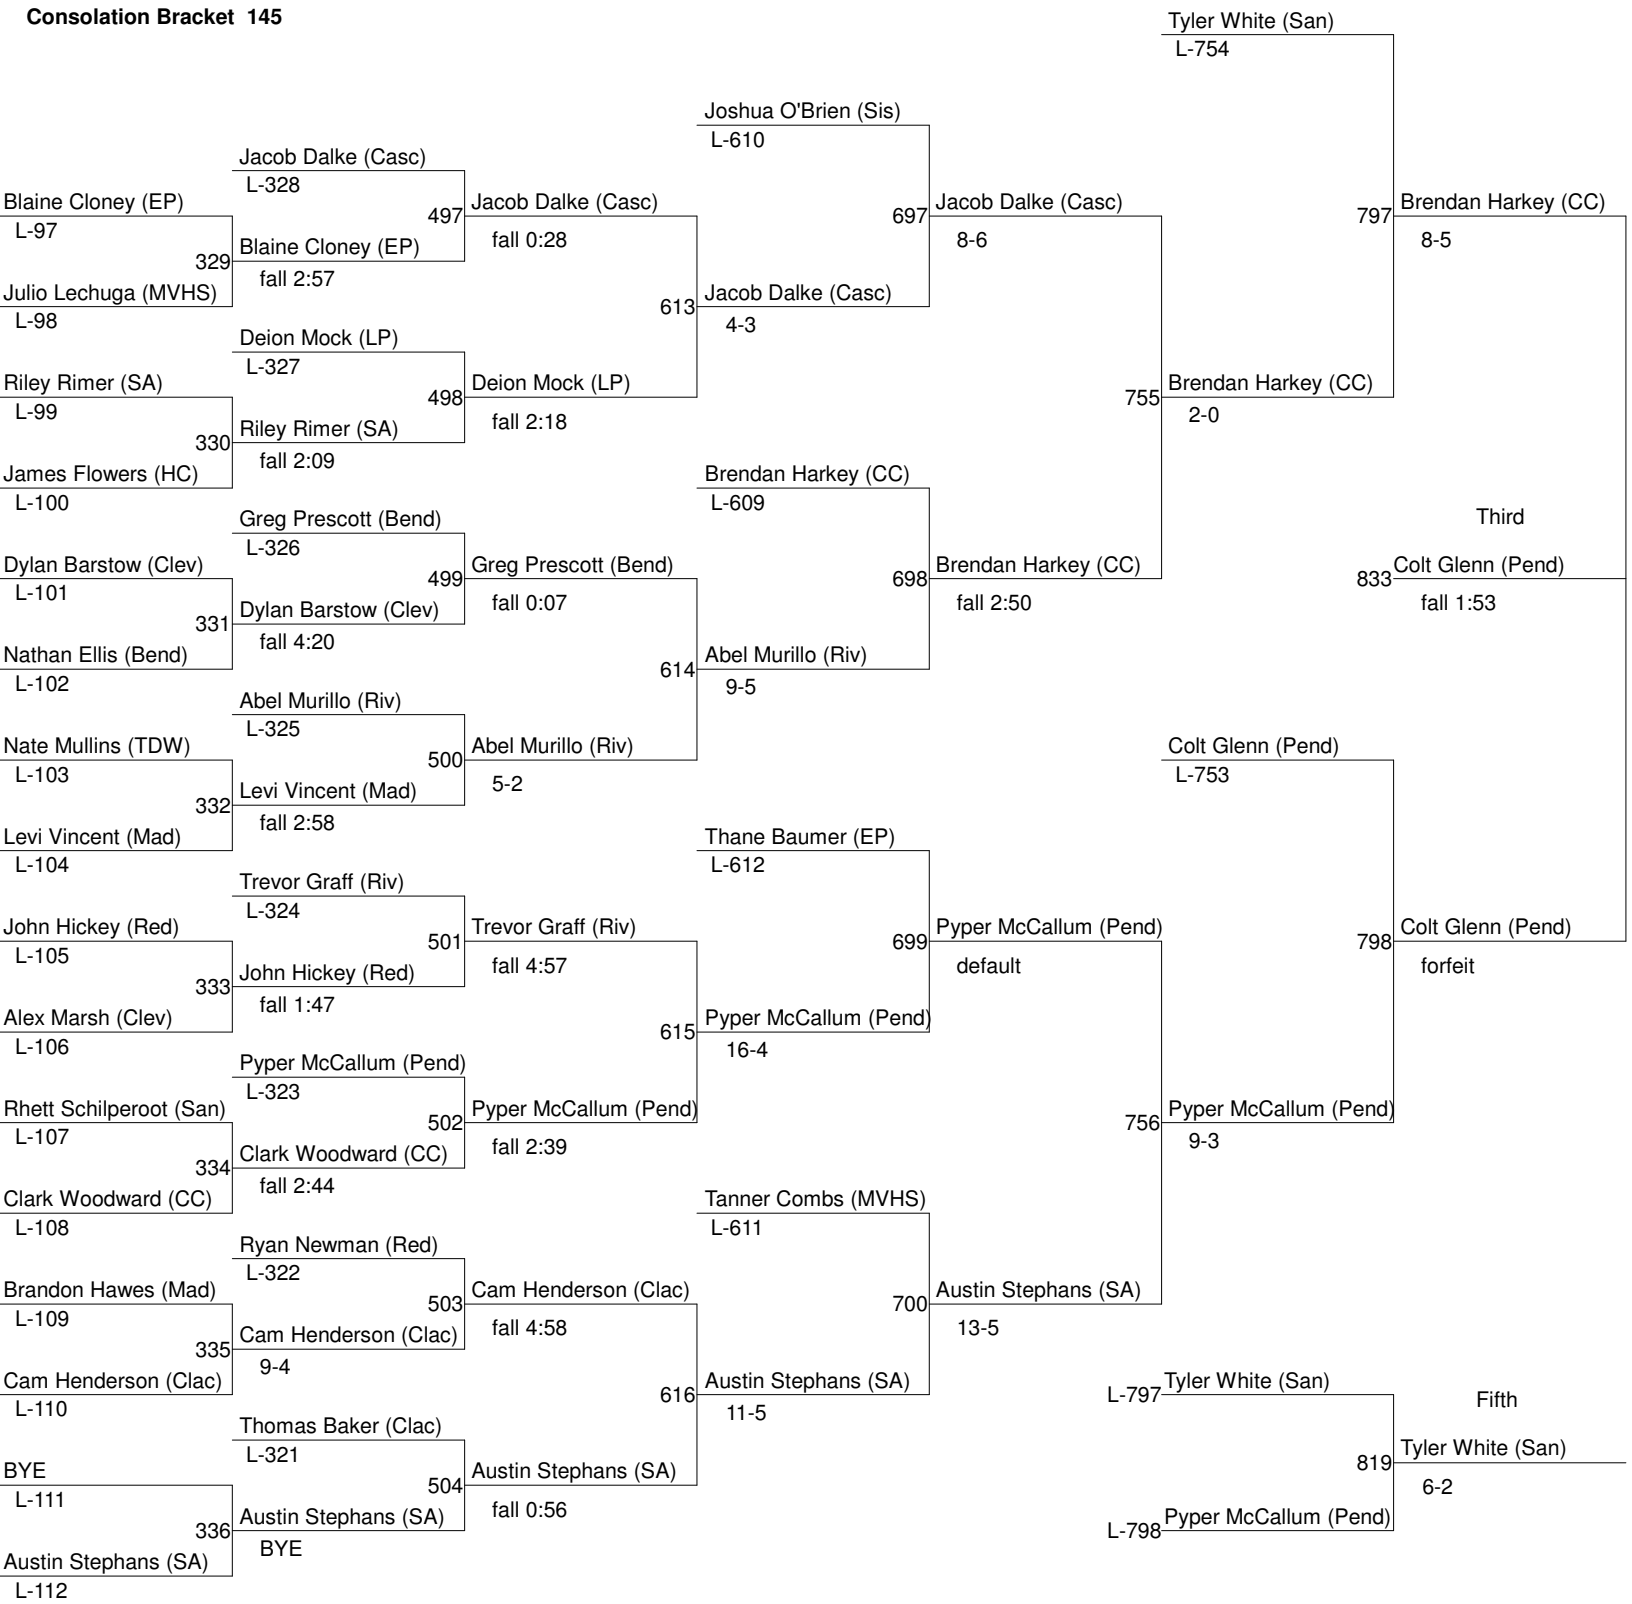 Consolation Bracket 145
Tyler White (San)
L-754
Joshua O'Brien (Sis)
L-610
Jacob Dalke (Casc)
L-328
Blaine Cloney (EP)
L-97
497
Jacob Dalke (Casc)
fall 0:28
697
Jacob Dalke (Casc)
8-6
797
Brendan Harkey (CC)
8-5
329
Blaine Cloney (EP)
fall 2:57
Julio Lechuga (MVHS)
L-98
613
Jacob Dalke (Casc)
4-3
Deion Mock (LP)
L-327
Riley Rimer (SA)
L-99
498
Deion Mock (LP)
fall 2:18
755
Brendan Harkey (CC)
2-0
330
Riley Rimer (SA)
fall 2:09
James Flowers (HC)
L-100
Brendan Harkey (CC)
L-609
Greg Prescott (Bend)
L-326
Third
Dylan Barstow (Clev)
L-101
499
Greg Prescott (Bend)
fall 0:07
698
Brendan Harkey (CC)
fall 2:50
833
Colt Glenn (Pend)
fall 1:53
331
Dylan Barstow (Clev)
fall 4:20
Nathan Ellis (Bend)
L-102
614
Abel Murillo (Riv)
9-5
Abel Murillo (Riv)
L-325
Nate Mullins (TDW)
L-103
500
Abel Murillo (Riv)
5-2
Colt Glenn (Pend)
L-753
332
Levi Vincent (Mad)
fall 2:58
Levi Vincent (Mad)
L-104
Thane Baumer (EP)
L-612
Trevor Graff (Riv)
L-324
John Hickey (Red)
L-105
501
Trevor Graff (Riv)
fall 4:57
699
Pyper McCallum (Pend)
default
798
Colt Glenn (Pend)
forfeit
333
John Hickey (Red)
fall 1:47
Alex Marsh (Clev)
L-106
615
Pyper McCallum (Pend)
16-4
Pyper McCallum (Pend)
L-323
Rhett Schilperoot (San)
L-107
502
Pyper McCallum (Pend)
fall 2:39
756
Pyper McCallum (Pend)
9-3
334
Clark Woodward (CC)
fall 2:44
Clark Woodward (CC)
L-108
Tanner Combs (MVHS)
L-611
Ryan Newman (Red)
L-322
Brandon Hawes (Mad)
L-109
503
Cam Henderson (Clac)
fall 4:58
700
Austin Stephans (SA)
13-5
335
Cam Henderson (Clac)
9-4
Cam Henderson (Clac)
L-110
616
Austin Stephans (SA)
11-5
L-797
Tyler White (San)
Fifth
Thomas Baker (Clac)
L-321
819
Tyler White (San)
6-2
BYE
L-111
504
Austin Stephans (SA)
fall 0:56
336
Austin Stephans (SA)
BYE
L-798
Pyper McCallum (Pend)
Austin Stephans (SA)
L-112